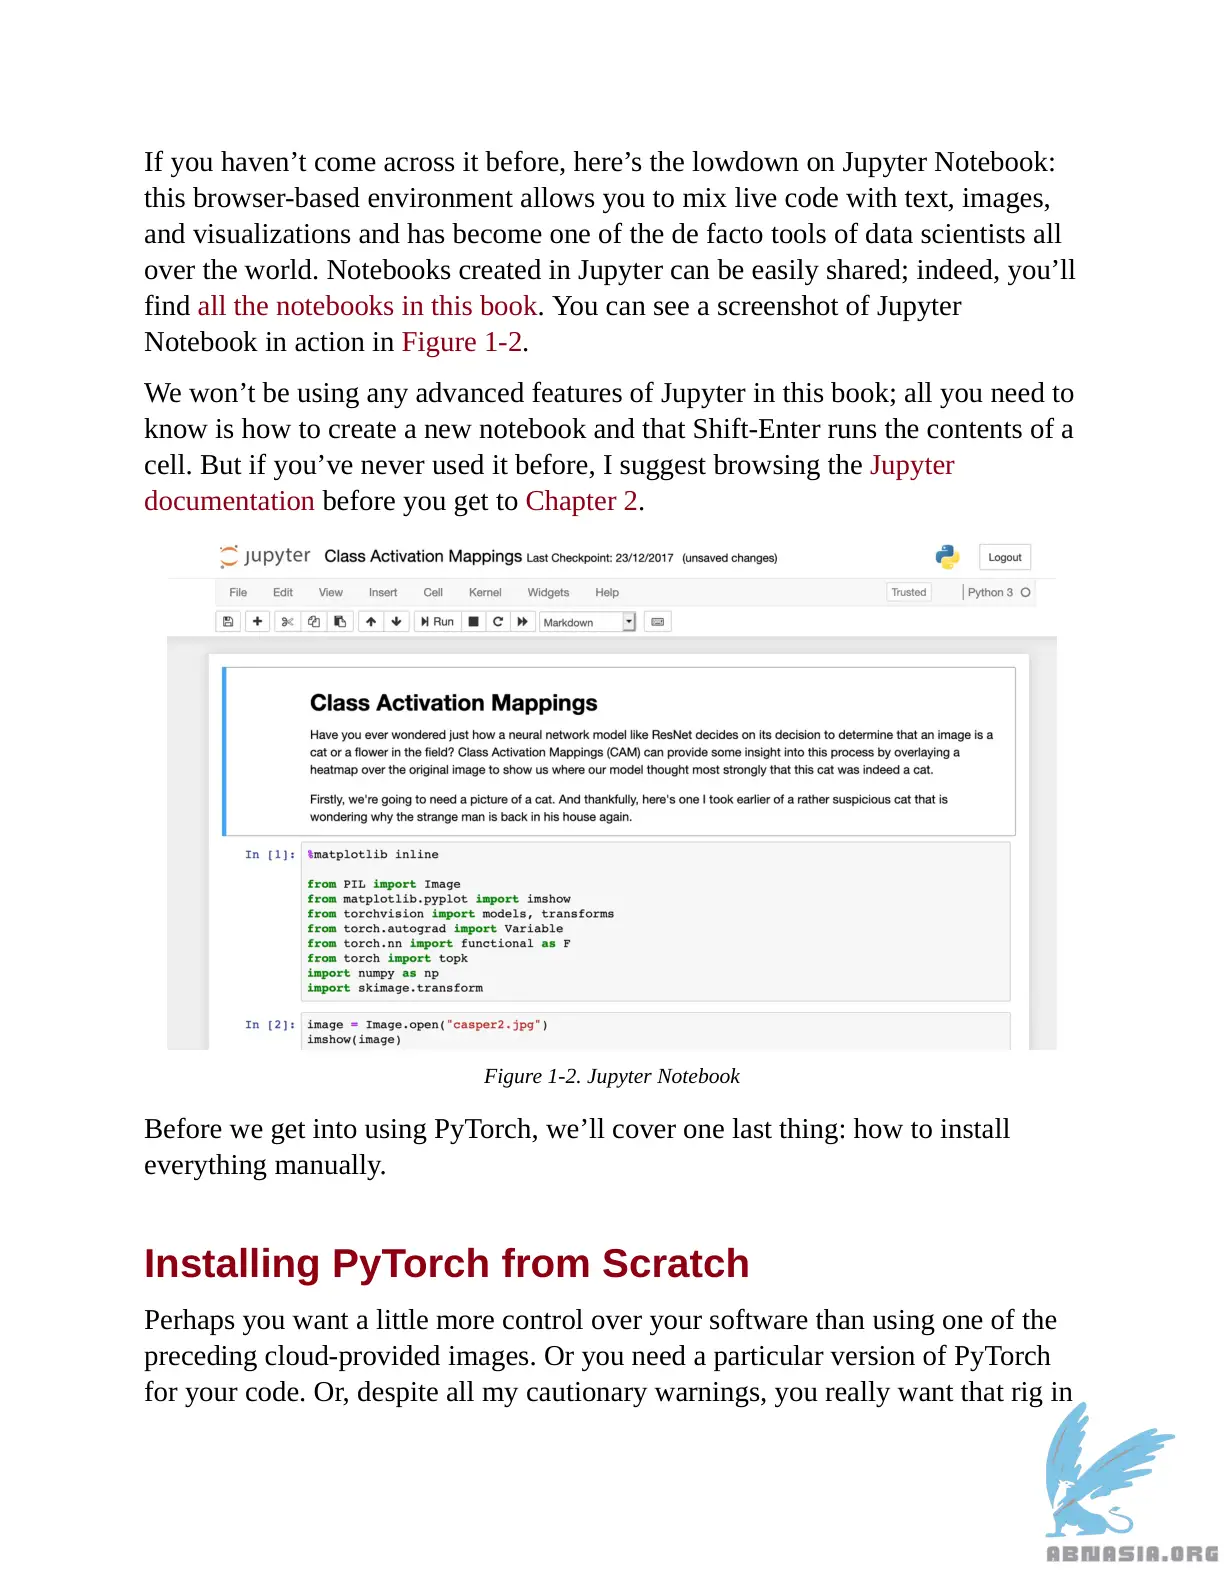 If you haven’t come across it before, here’s the lowdown on Jupyter Notebook:
this browser-based environment allows you to mix live code with text, images,
and visualizations and has become one of the de facto tools of data scientists all
over the world. Notebooks created in Jupyter can be easily shared; indeed, you’ll
find all the notebooks in this book. You can see a screenshot of Jupyter
Notebook in action in Figure 1-2.
We won’t be using any advanced features of Jupyter in this book; all you need to
know is how to create a new notebook and that Shift-Enter runs the contents of a
cell. But if you’ve never used it before, I suggest browsing the Jupyter
documentation before you get to Chapter 2.
jupyter Class Activation Mappings Last Checkpoint: 23/12/2017 (unsaved changes) Logout
File Edit View Insert Cell Kernel Widgets Help Trusted Python 3
Run Markdown
Class Activation Mappings
Have you ever wondered just how a neural network model like ResNet decides on its decision to determine that an image is a
cat or a flower in the field? Class Activation Mappings (CAM) can provide some insight into this process by overlaying a
heatmap over the original image to show us where our model thought most strongly that this cat was indeed a cat.
Firstly, we're going to need a picture of a cat. And thankfully, here's one I took earlier of a rather suspicious cat that is
wondering why the strange man is back in his house again.
In [1]: %matplotlib inline
from PIL import Image
from matplotlib.pyplot import imshow
from torchvision import models, transforms
from torch.autograd import Variable
from torch.nn import functional as F
from torch import topk
import numpy as np
import skimage.transform
In [2]: image = Image.open("casper2.jpg")
imshow(image)
Figure 1-2. Jupyter Notebook
Before we get into using PyTorch, we’ll cover one last thing: how to install
everything manually.
Installing PyTorch from Scratch
Perhaps you want a little more control over your software than using one of the
preceding cloud-provided images. Or you need a particular version of PyTorch
for your code. Or, despite all my cautionary warnings, you really want that rig in
ABNASIA.ORG